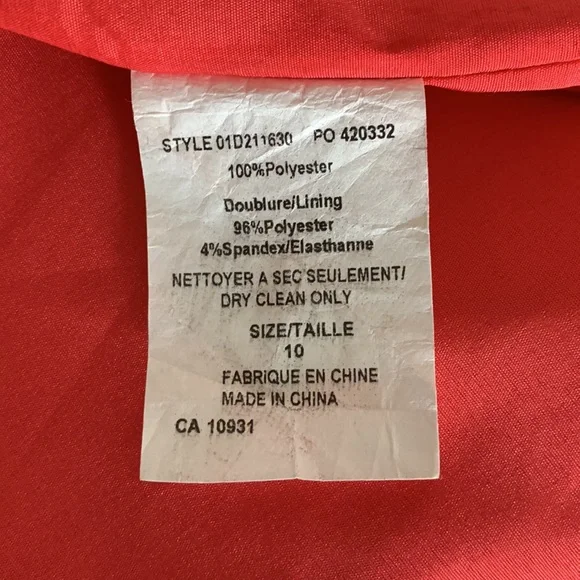 STYLE 01D211630 PO 420332
100%Polyester
Doublure/Lining
96%Polyester
4%Spandex/Elasthanne
NETTOYER A SEC SEULEMENT/
DRY CLEAN ONLY
SIZE/TAILLE
10
FABRIQUE EN CHINE
MADE IN CHINA
CA 10931